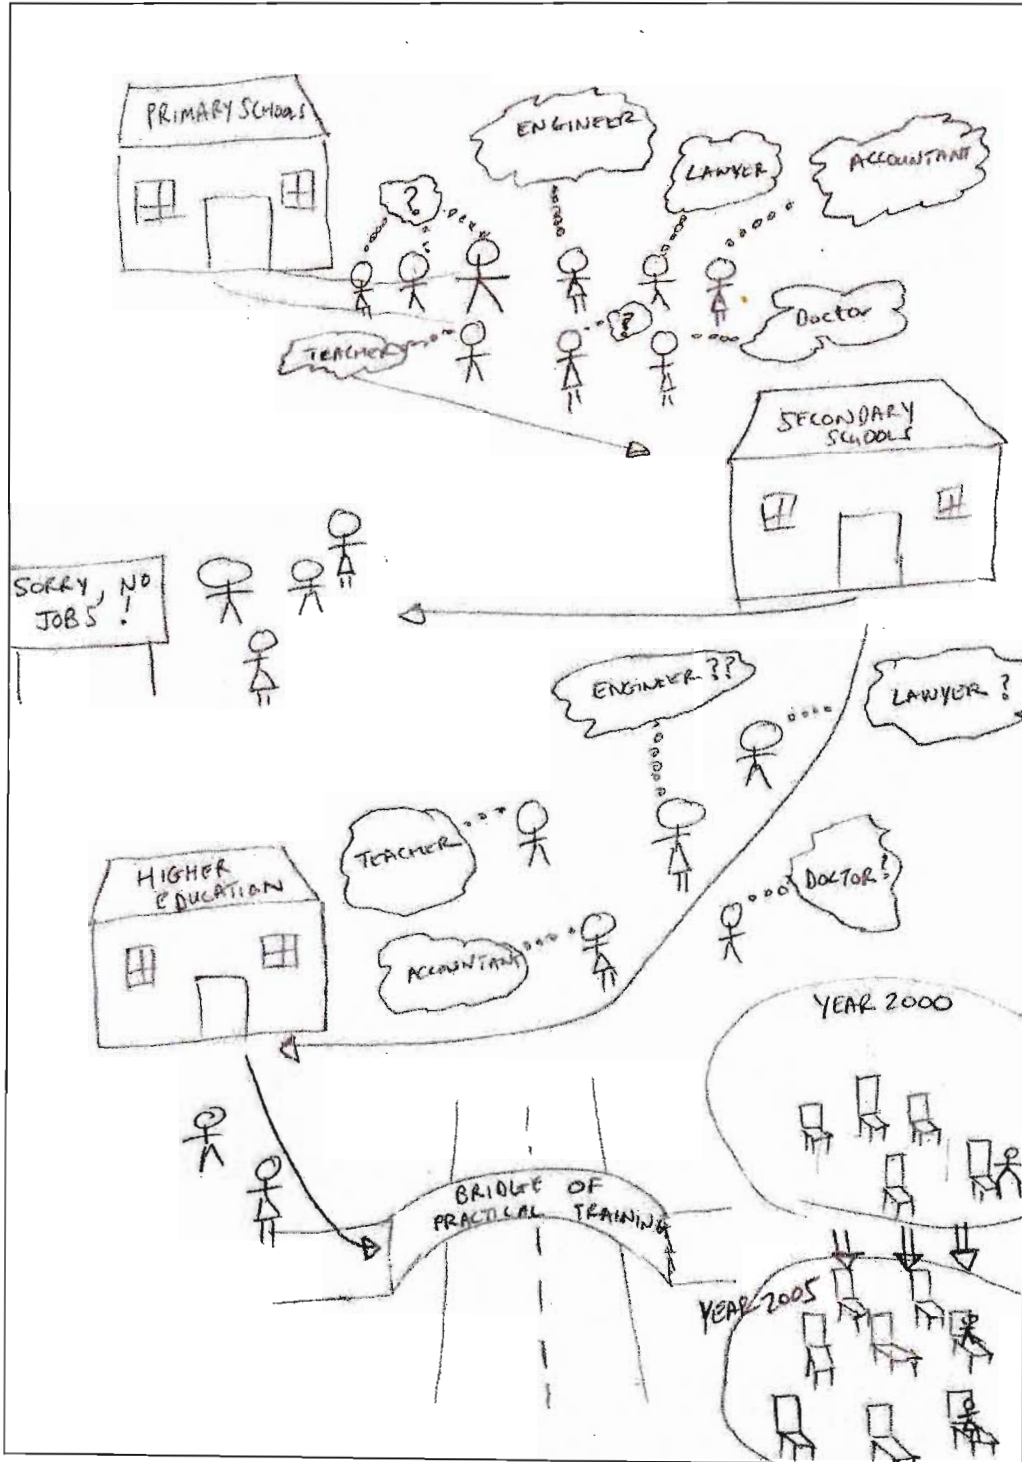 PRIMARY SCHOOLS
ENGINEER
LAWYER
ACCOUNTANT
?
?
Doctor
TEACHER
SECONDARY
SCHOOLS
SORRY, NO
JOBS !
ENGINEER ??
LAWYER ?
TEACHER
DOCTOR?
HIGHER
EDUCATION
ACCOUNTANT
YEAR 2000
BRIDGE OF
PRACTICAL TRAINING
YEAR 2005